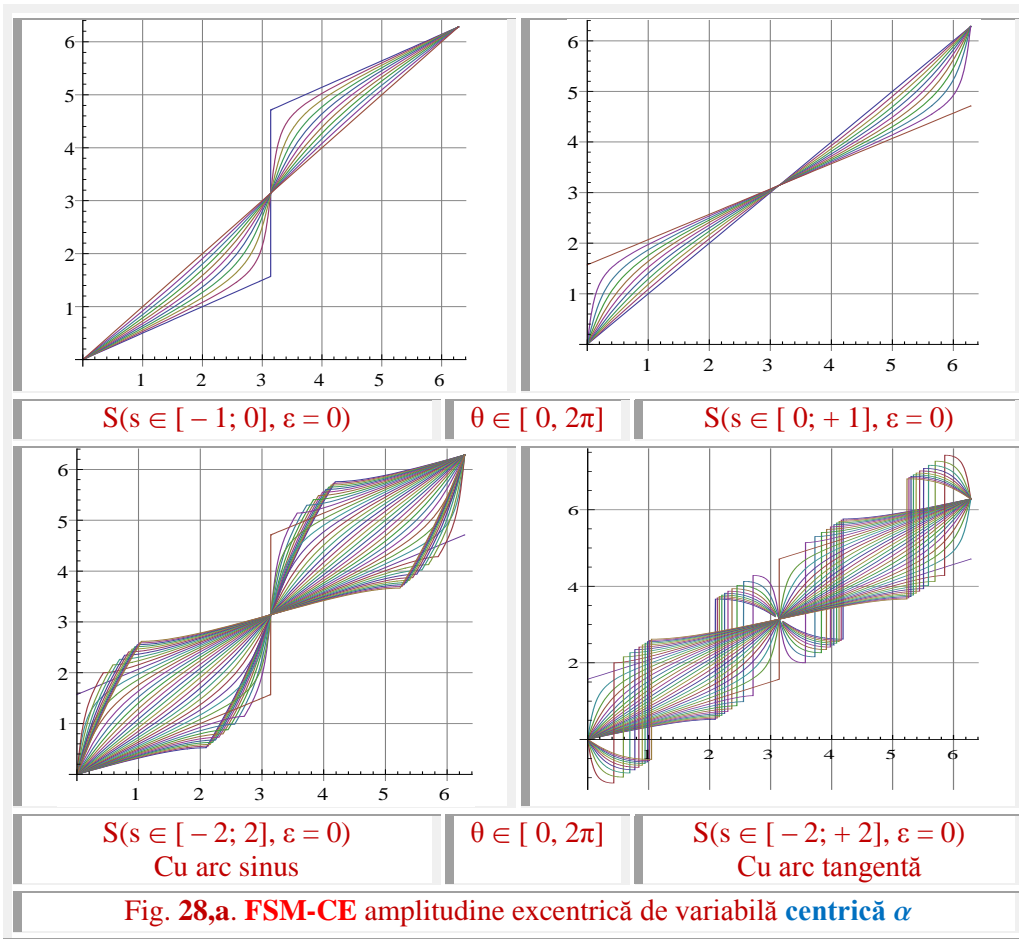 6
5
4
3
2
1
1 2 3 4 5 6
6
5
4
3
2
1
1 2 3 4 5 6
S(s ∈ [ – 1; 0], ε = 0)
θ ∈ [ 0, 2π]
S(s ∈ [ 0; + 1], ε = 0)
6
5
4
3
2
1
1 2 3 4 5 6
6
4
2
1 2 3 4 5 6
S(s ∈ [ – 2; 2], ε = 0)
Cu arc sinus
θ ∈ [ 0, 2π]
S(s ∈ [ – 2; + 2], ε = 0)
Cu arc tangentă
Fig. 28,a. FSM-CE amplitudine excentrică de variabilă centrică α